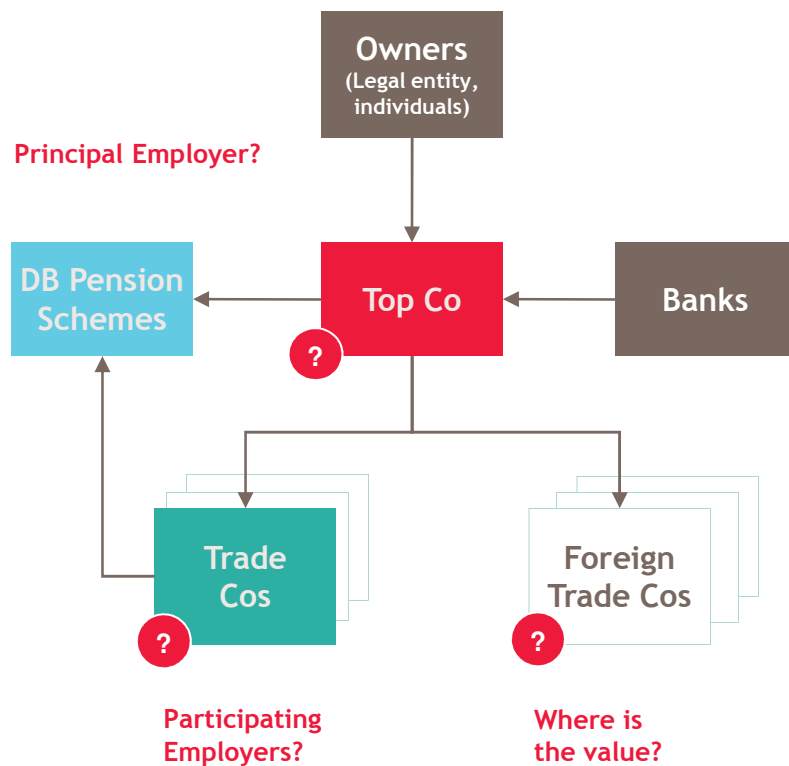 Owners
(Legal entity,
individuals)
Principal Employer?
DB Pension
Schemes
Top Co
Banks
?
Trade
Cos
Foreign
Trade Cos
?
?
Participating
Employers?
Where is
the value?